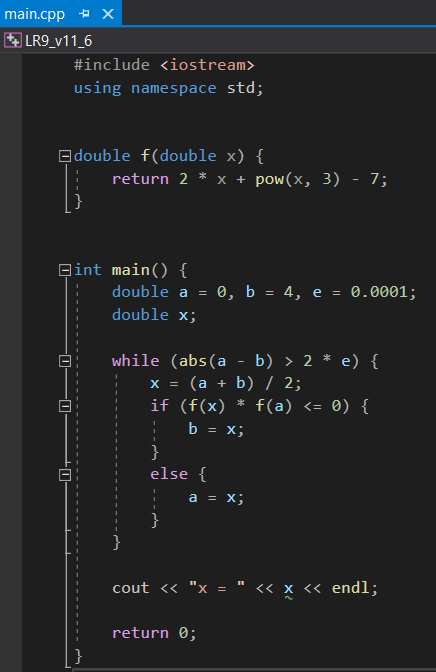 main.cpp
LR9_v11_6
#include <iostream>
using namespace std;
double f(double x) {
return 2 * x + pow(x, 3) - 7;
}
int main() {
double a = 0, b = 4, e = 0.0001;
double x;
while (abs(a - b) > 2 * e) {
x = (a + b) / 2;
if (f(x) * f(a) <= 0) {
b = x;
}
else {
a = x;
}
}
cout << "x = " << x << endl;
return 0;
}